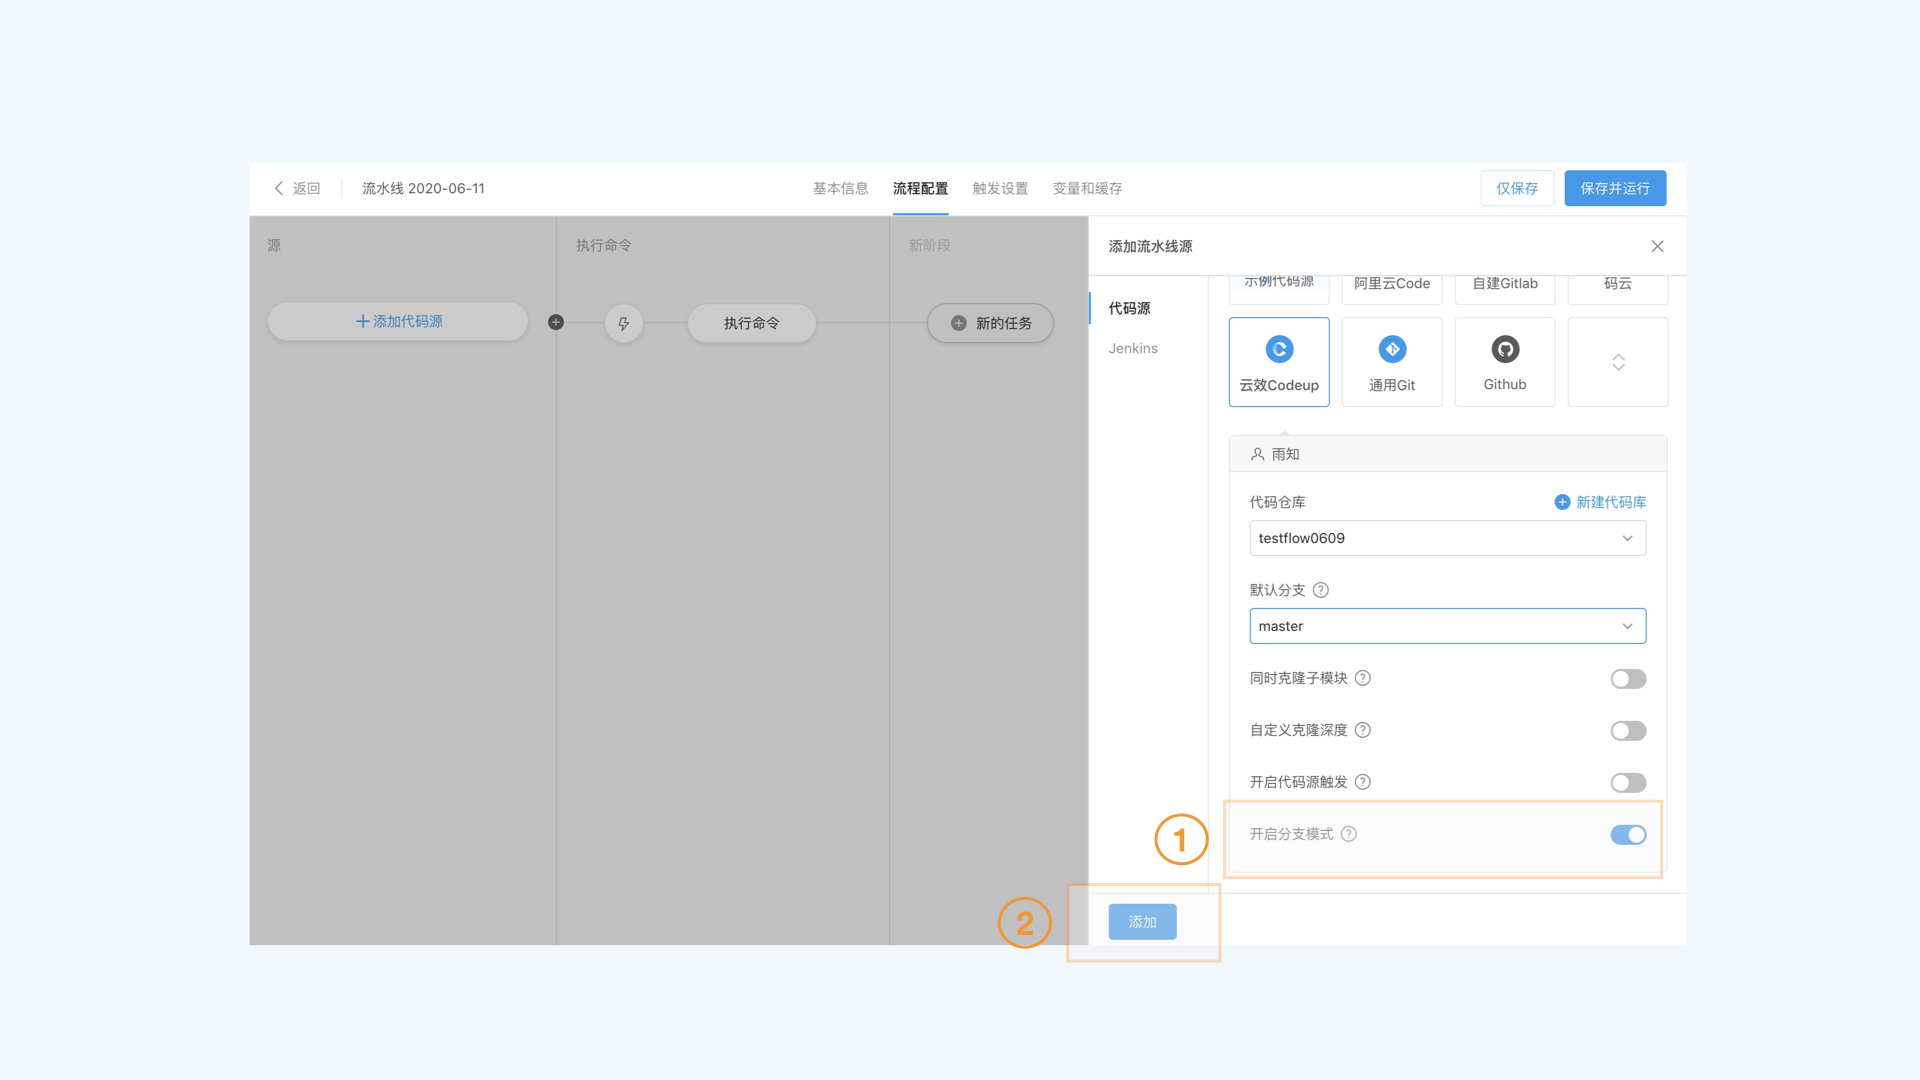 返回
流水线 2020-06-11
基本信息
流程配置
触发设置
变量和缓存
仅保存
保存并运行
源
执行命令
新阶段
添加代码源
执行命令
新的任务
添加流水线源
代码源
Jenkins
示例代码源
阿里云Code
自建Gitlab
码云
云效Codeup
通用Git
Github
雨知
代码仓库
新建代码库
testflow0609
默认分支
master
同时克隆子模块
自定义克隆深度
开启代码源触发
1
开启分支模式
2
添加